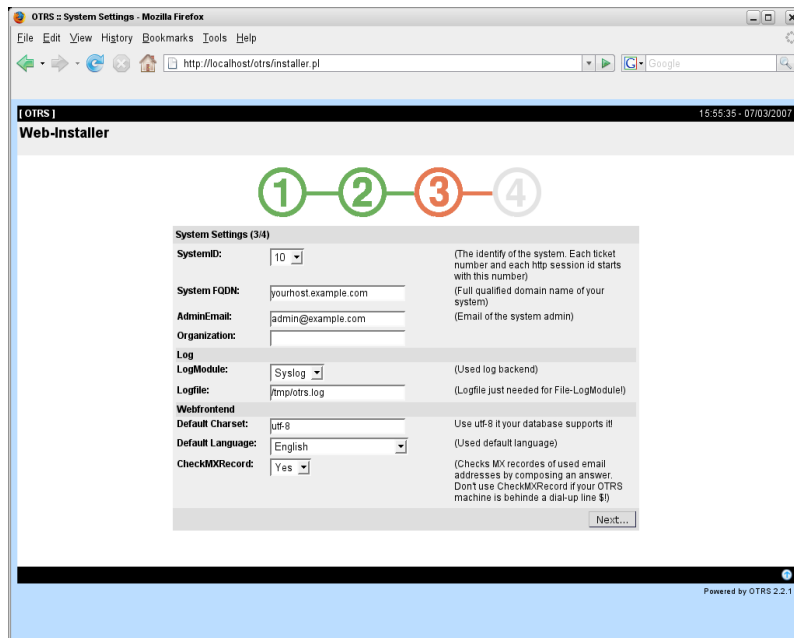 OTRS :: System Settings - Mozilla Firefox
File Edit View History Bookmarks Tools Help
http://localhost/otrs/installer.pl
G Google
[ OTRS ] 15:55:35 - 07/03/2007
Web-Installer
1 2 3 4
System Settings (3/4)
SystemID: 10 (The identify of the system. Each ticket
number and each http session id starts
with this number)
System FQDN: yourhost.example.com (Full qualified domain name of your
system)
AdminEmail: admin@example.com (Email of the system admin)
Organization:
Log
LogModule: Syslog (Used log backend)
Logfile: /tmp/otrs.log (Logfile just needed for File-LogModule!)
Webfrontend
Default Charset: utf-8 Use utf-8 it your database supports it!
Default Language: English (Used default language)
CheckMXRecord: Yes (Checks MX recordes of used email
addresses by composing an answer.
Don't use CheckMXRecord if your OTRS
machine is behinde a dial-up line $!)
Next...
Powered by OTRS 2.2.1